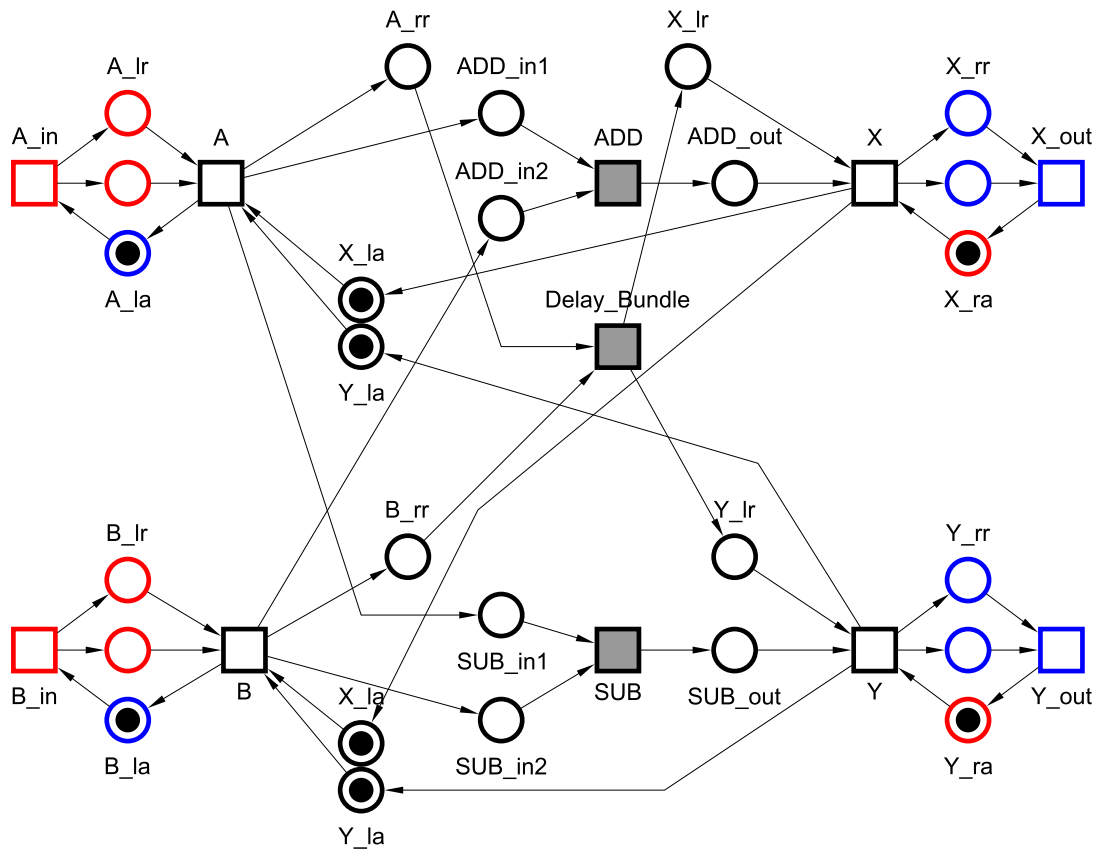 A_rr
X_lr
A_lr
ADD_in1
X_rr
A_in
A
ADD
ADD_out
X
X_out
ADD_in2
X_la
A_la
Delay_Bundle
X_ra
Y_la
B_lr
B_rr
Y_lr
Y_rr
SUB_in1
B_in
B
X_la
SUB
SUB_out
Y
Y_out
B_la
SUB_in2
Y_ra
Y_la